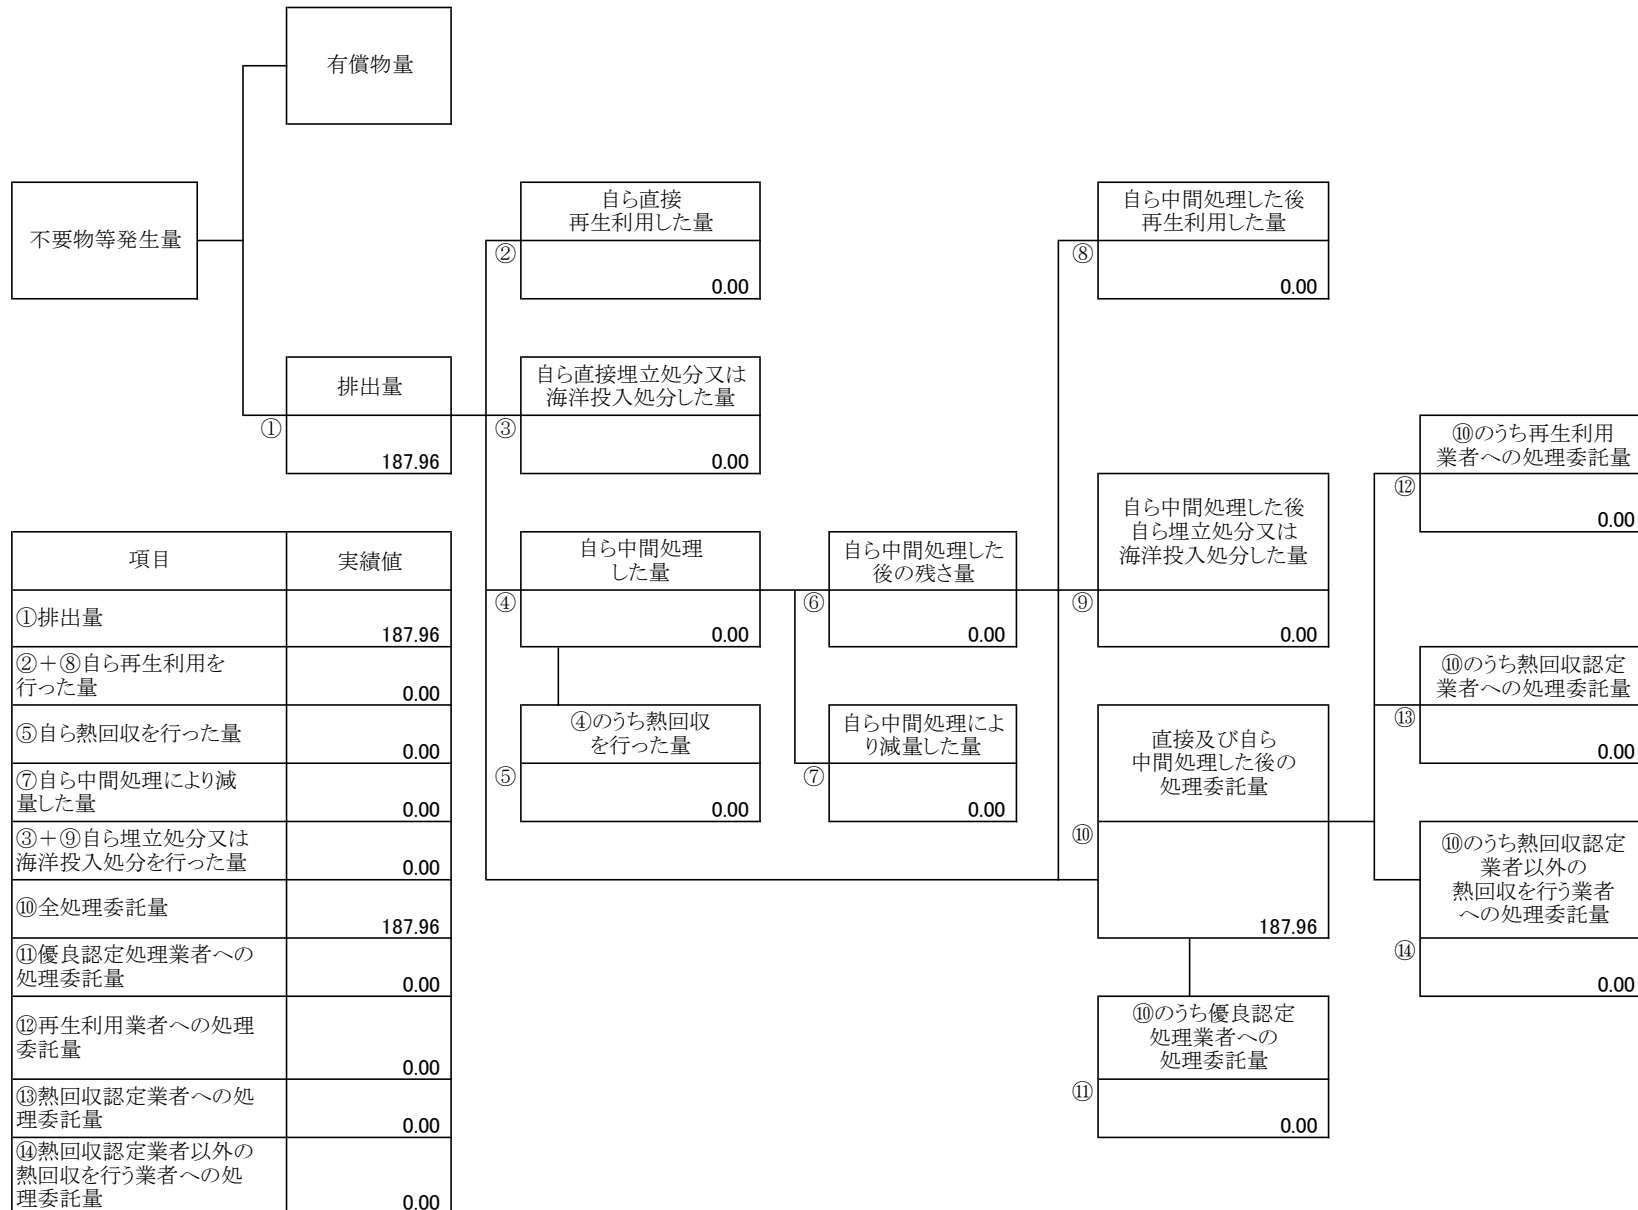 有償物量
不要物等発生量
自ら直接
再生利用した量
②
0.00
自ら中間処理した後
再生利用した量
⑧
0.00
排出量
①
187.96
自ら直接埋立処分又は
海洋投入処分した量
③
0.00
⑩のうち再生利用
業者への処理委託量
⑫
0.00
自ら中間処理
した量
④
0.00
自ら中間処理した
後の残さ量
⑥
0.00
自ら中間処理した後
自ら埋立処分又は
海洋投入処分した量
⑨
0.00
⑩のうち熱回収認定
業者への処理委託量
⑬
0.00
④のうち熱回収
を行った量
⑤
0.00
自ら中間処理によ
り減量した量
⑦
0.00
直接及び自ら
中間処理した後の
処理委託量
⑩
187.96
⑩のうち熱回収認定
業者以外の
熱回収を行う業者
への処理委託量
⑭
0.00
⑩のうち優良認定
処理業者への
処理委託量
⑪
0.00
項目 実績値
①排出量
187.96
②＋⑧自ら再生利用を
行った量
0.00
⑤自ら熱回収を行った量
0.00
⑦自ら中間処理により減
量した量
0.00
③＋⑨自ら埋立処分又は
海洋投入処分を行った量
0.00
⑩全処理委託量
187.96
⑪優良認定処理業者への
処理委託量
0.00
⑫再生利用業者への処理
委託量
0.00
⑬熱回収認定業者への処
理委託量
0.00
⑭熱回収認定業者以外の
熱回収を行う業者への処
理委託量
0.00